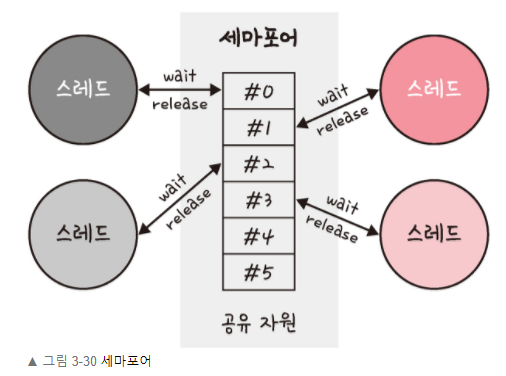 세마포어
스레드
wait
release
#0
wait
release
스레드
#1
#2
스레드
wait
release
#3
wait
release
스레드
#4
#5
공유 자원
▲ 그림 3-30 세마포어